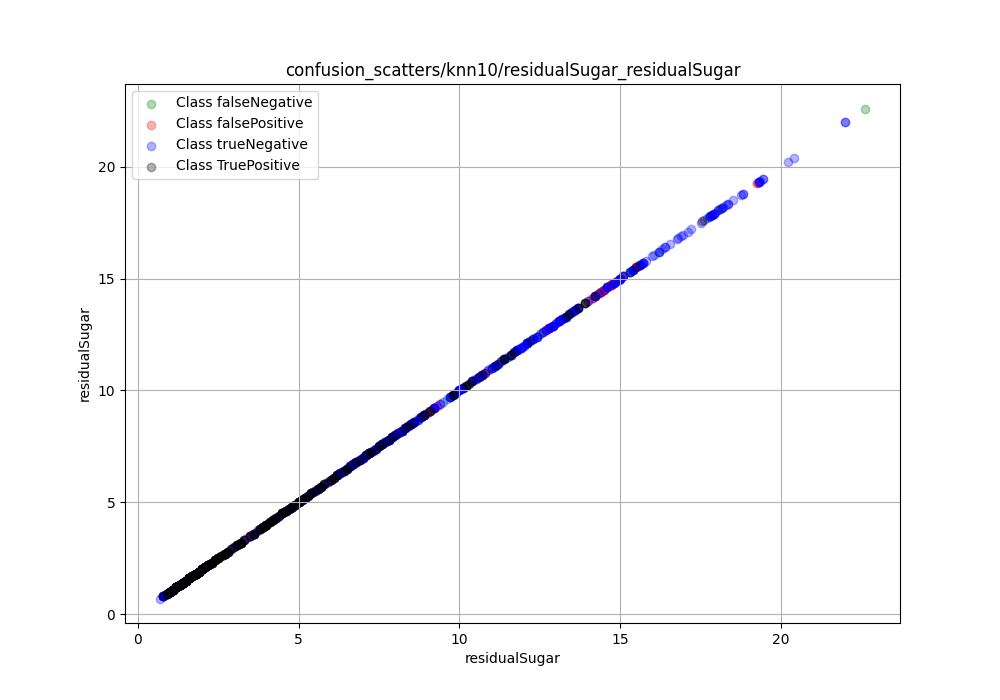 confusion_scatters/knn10/residualSugar_residualSugar
Class falseNegative
Class falsePositive
Class trueNegative
Class TruePositive
20
15
10
5
0
residualSugar
0 5 10 15 20
residualSugar